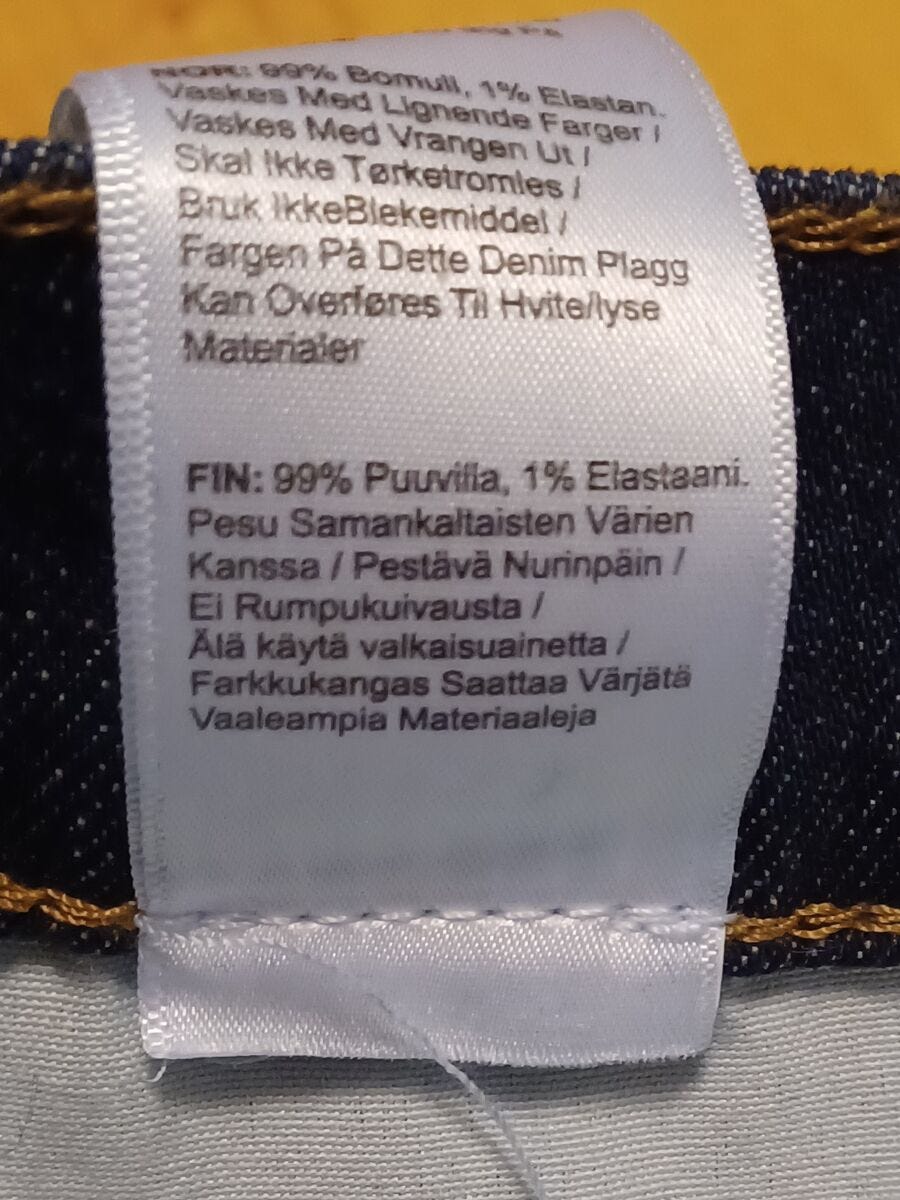 NOR: 99% Bomull, 1% Elastan.
Vaskes Med Lignende Farger /
Vaskes Med Vrangen Ut /
Skal Ikke Tørketromles /
Bruk IkkeBlekemiddel /
Fargen På Dette Denim Plagg
Kan Overføres Til Hvite/lyse
Materialer
FIN: 99% Puuvilla, 1% Elastaani.
Pesu Samankaltaisten Värien
Kanssa / Pestävä Nurinpäin /
Ei Rumpukuivausta /
Älä käytä valkaisuainetta /
Farkkukangas Saattaa Värjätä
Vaaleampia Materiaaleja